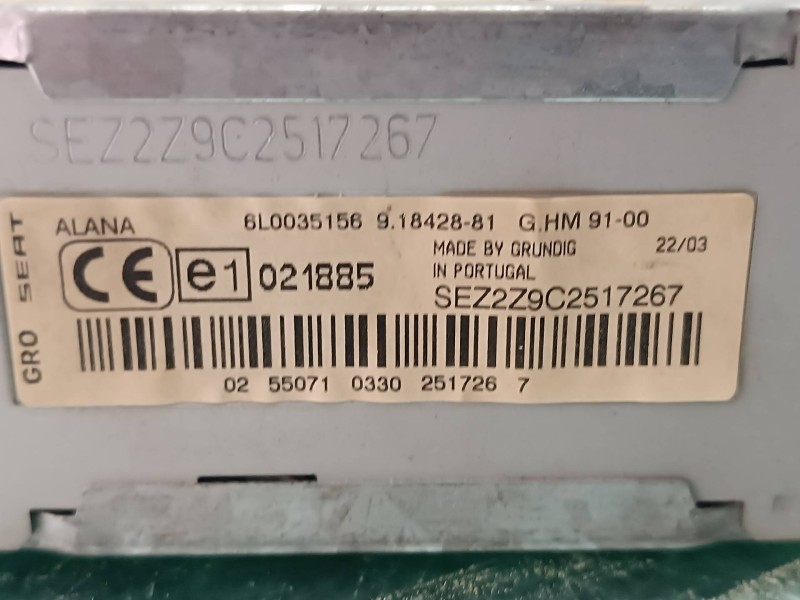 SEZ2Z9C2517267
GRO SEAT
ALANA 6L0035156 9.18428-81 G.HM 91-00
MADE BY GRUNDIG 22/03
IN PORTUGAL
CE e1 021885 SEZ2Z9C2517267
02 55071 0330 251726 7